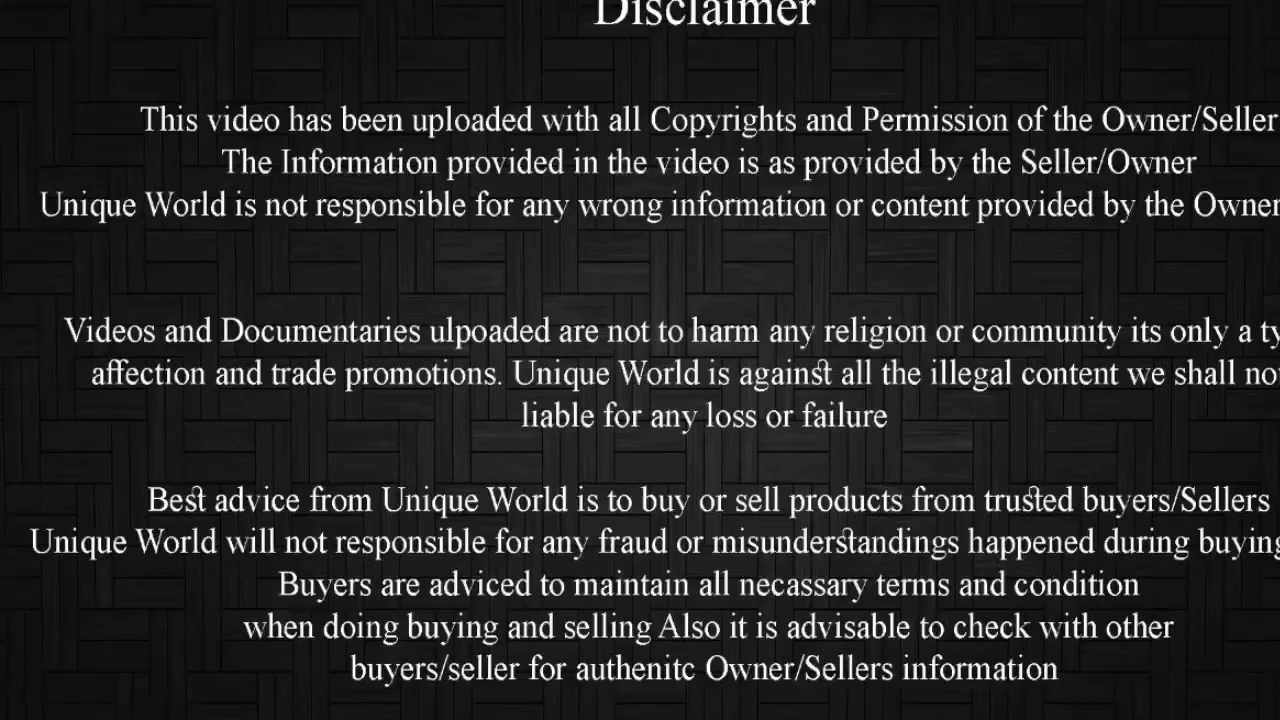 Disclaimer
This video has been uploaded with all Copyrights and Permission of the Owner/Seller
The Information provided in the video is as provided by the Seller/Owner
Unique World is not responsible for any wrong information or content provided by the Owner
Videos and Documentaries ulpoaded are not to harm any religion or community its only a
affection and trade promotions. Unique World is against all the illegal content we shall
liable for any loss or failure
Best advice from Unique World is to buy or sell products from trusted buyers/Sellers
Unique World will not responsible for any fraud or misunderstandings happened during buying
Buyers are adviced to maintain all necassary terms and condition
when doing buying and selling Also it is advisable to check with other
buyers/seller for authenitc Owner/Sellers information